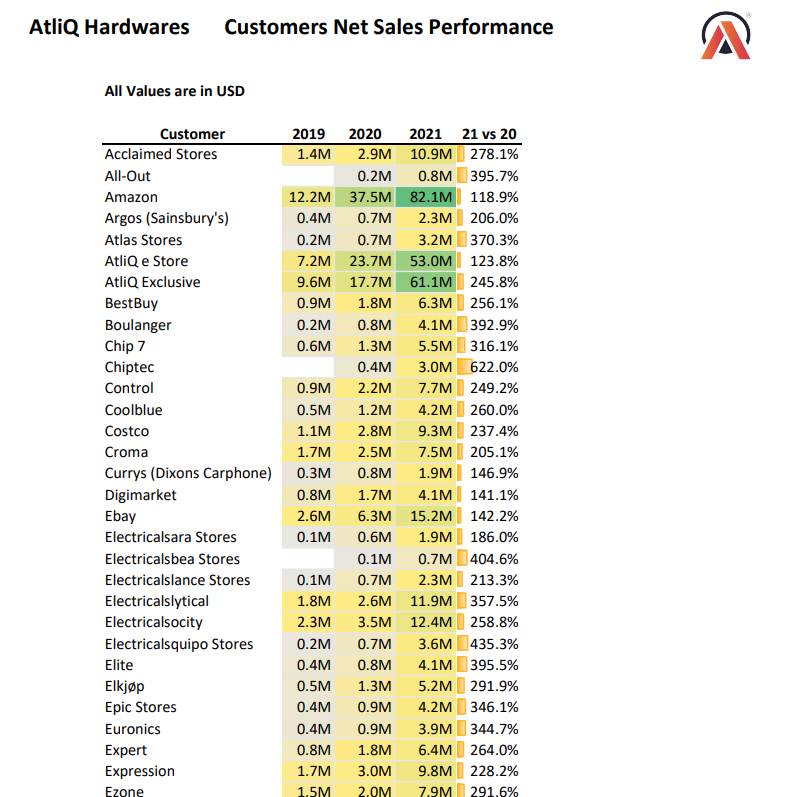 AtliQ Hardwares Customers Net Sales Performance
All Values are in USD
Customer 2019 2020 2021 21 vs 20
Acclaimed Stores 1.4M 2.9M 10.9M 278.1%
All-Out 0.2M 0.8M 395.7%
Amazon 12.2M 37.5M 82.1M 118.9%
Argos (Sainsbury's) 0.4M 0.7M 2.3M 206.0%
Atlas Stores 0.2M 0.7M 3.2M 370.3%
AtliQ e Store 7.2M 23.7M 53.0M 123.8%
AtliQ Exclusive 9.6M 17.7M 61.1M 245.8%
BestBuy 0.9M 1.8M 6.3M 256.1%
Boulanger 0.2M 0.8M 4.1M 392.9%
Chip 7 0.6M 1.3M 5.5M 316.1%
Chiptec 0.4M 3.0M 622.0%
Control 0.9M 2.2M 7.7M 249.2%
Coolblue 0.5M 1.2M 4.2M 260.0%
Costco 1.1M 2.8M 9.3M 237.4%
Croma 1.7M 2.5M 7.5M 205.1%
Currys (Dixons Carphone) 0.3M 0.8M 1.9M 146.9%
Digimarket 0.8M 1.7M 4.1M 141.1%
Ebay 2.6M 6.3M 15.2M 142.2%
Electricalsara Stores 0.1M 0.6M 1.9M 186.0%
Electricalsbea Stores 0.1M 0.7M 404.6%
Electricalslance Stores 0.1M 0.7M 2.3M 213.3%
Electricalslytical 1.8M 2.6M 11.9M 357.5%
Electricalsocity 2.3M 3.5M 12.4M 258.8%
Electricalsquipo Stores 0.2M 0.7M 3.6M 435.3%
Elite 0.4M 0.8M 4.1M 395.5%
Elkjøp 0.5M 1.3M 5.2M 291.9%
Epic Stores 0.4M 0.9M 4.2M 346.1%
Euronics 0.4M 0.9M 3.9M 344.7%
Expert 0.8M 1.8M 6.4M 264.0%
Expression 1.7M 3.0M 9.8M 228.2%
Ezone 1.5M 2.0M 7.9M 291.6%